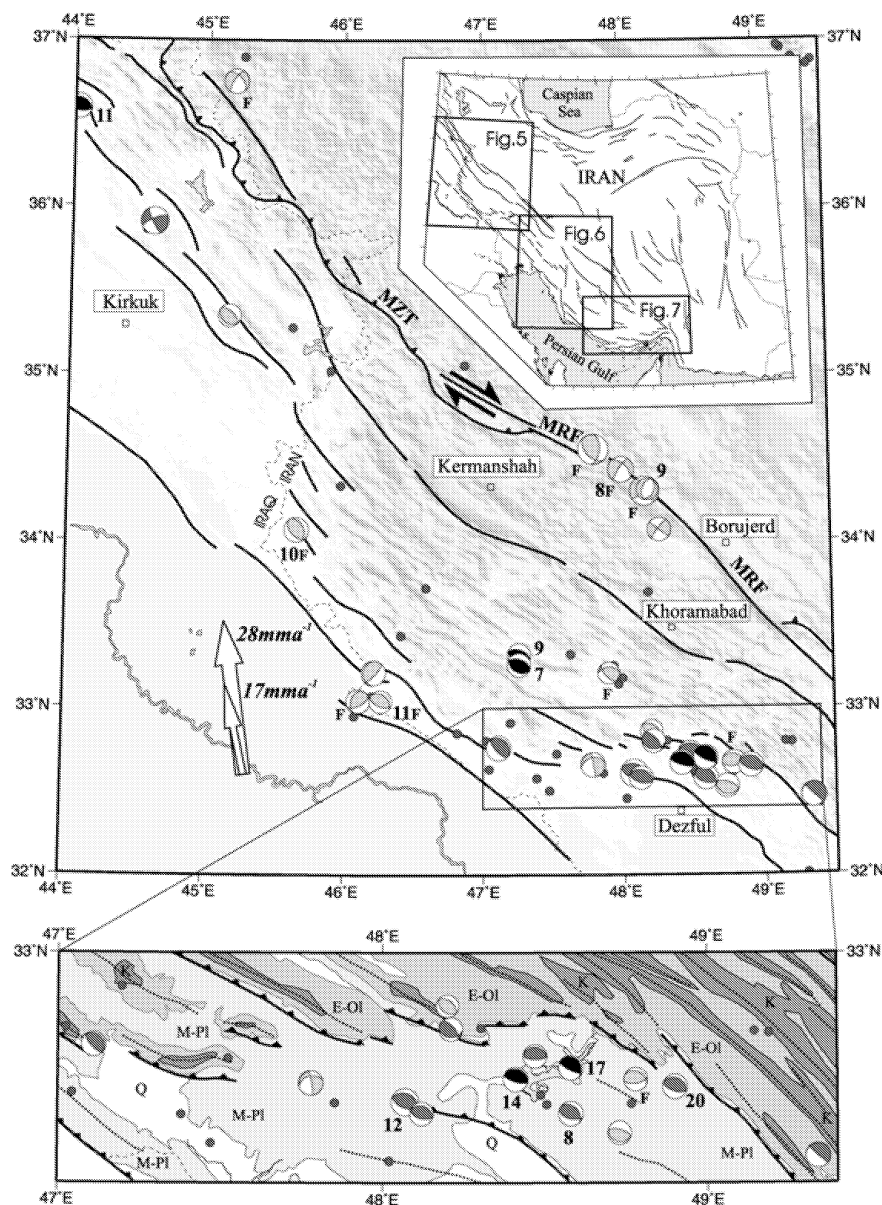 44°E
45°E
46°E
47°E
48°E
49°E
37°N
37°N
F
11
Caspian
Sea
Fig.5
IRAN
36°N
36°N
Fig.6
Kirkuk
MZT
Fig.7
35°N
35°N
Persian Gulf
MRF
Kermanshah
F
9
8F
F
IRAQ
IRAN
Borujerd
34°N
34°N
10F
MRF
Khoramabad
28mma⁻¹
9
7
17mma⁻¹
F
33°N
33°N
F
11F
F
Dezful
32°N
32°N
44°E
45°E
46°E
47°E
48°E
49°E
47°E
48°E
49°E
33°N
33°N
K
K
K
E-Ol
E-Ol
M-Pl
E-Ol
17
Q
M-Pl
14
F
20
12
8
K
Q
M-Pl
M-Pl
M-Pl
47°E
48°E
49°E